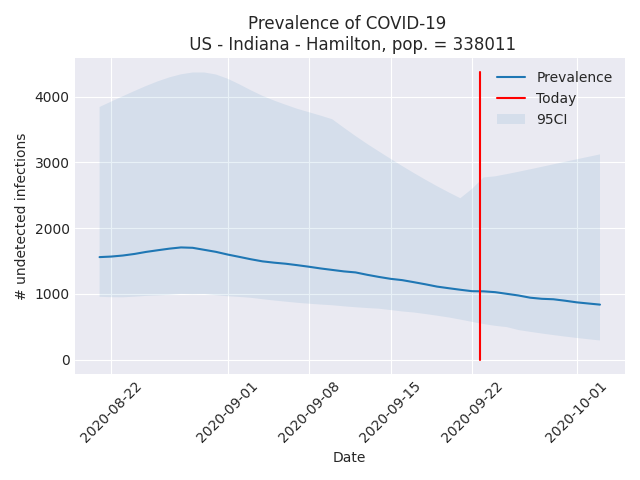 Prevalence of COVID-19
US - Indiana - Hamilton, pop. = 338011
Prevalence
Today
95CI
# undetected infections
4000
3000
2000
1000
0
2020-08-22
2020-09-01
2020-09-08
2020-09-15
2020-09-22
2020-10-01
Date